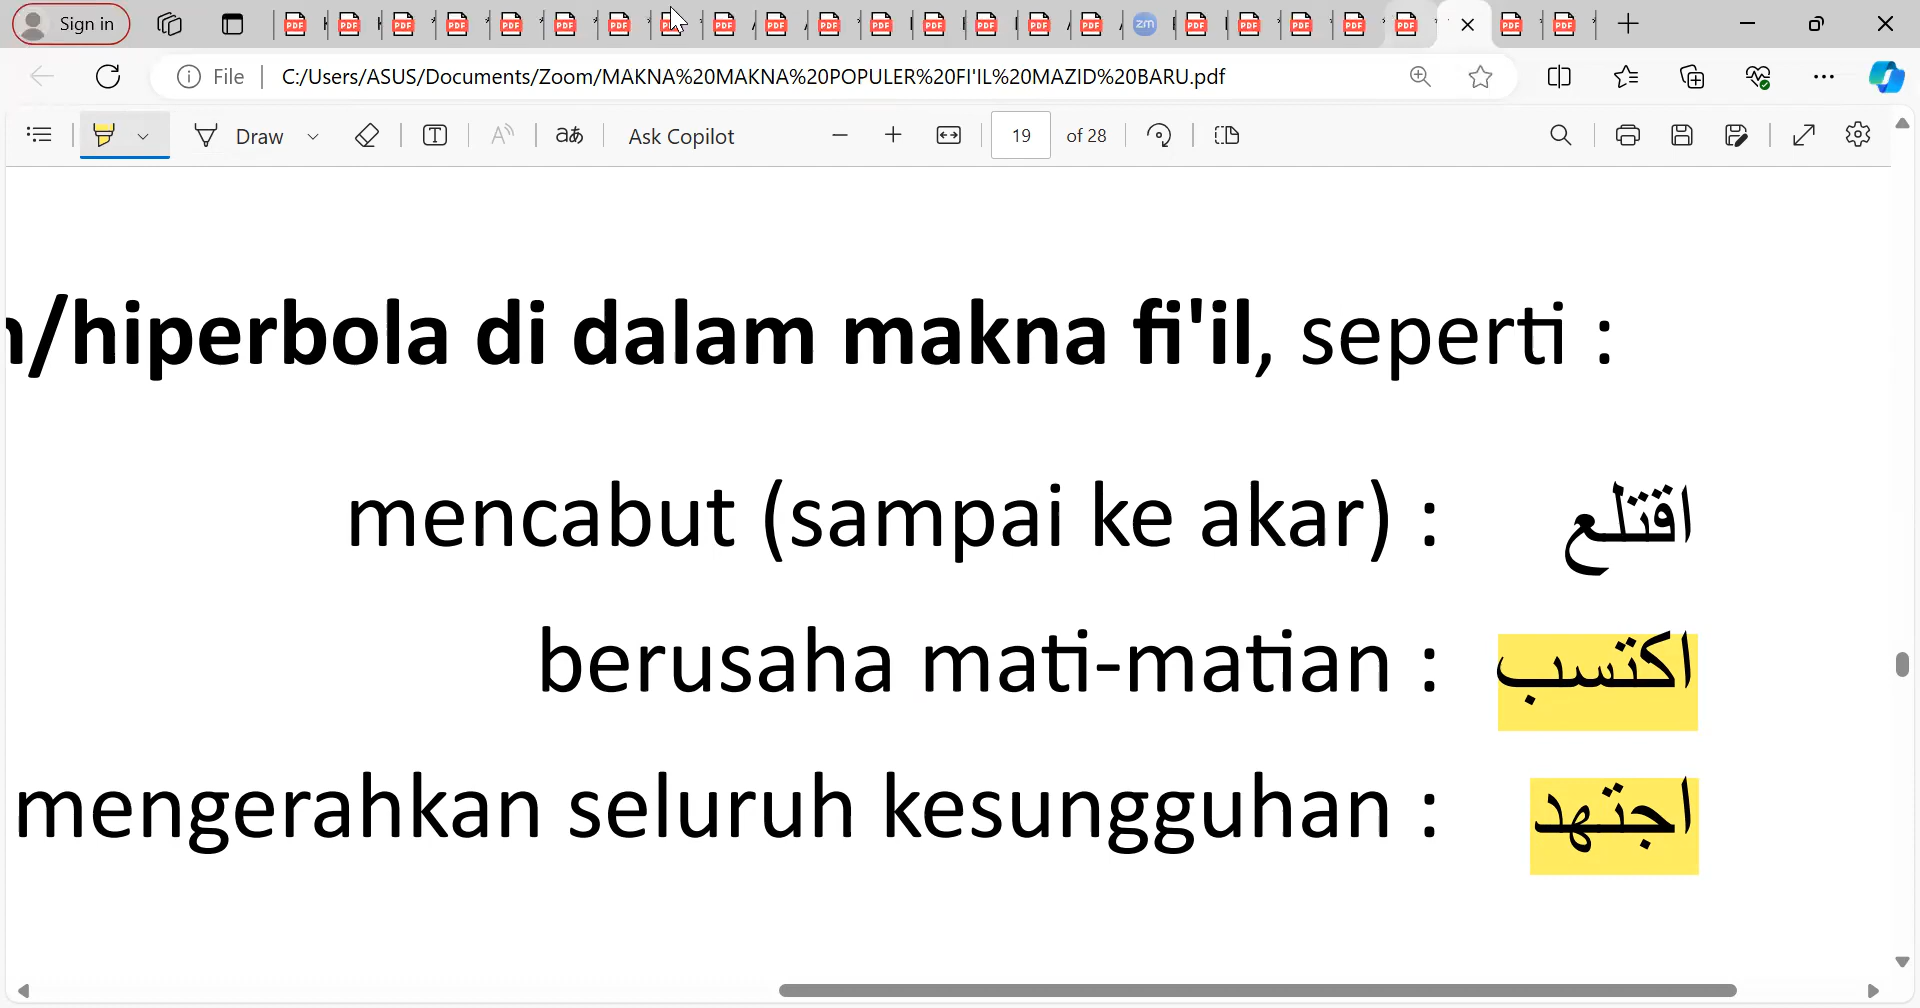 Sign in
File C:/Users/ASUS/Documents/Zoom/MAKNA%20MAKNA%20POPULER%20FI'IL%20MAZID%20BARU.pdf
Draw aあ Ask Copilot 19 of 28
/hiperbola di dalam makna fi'il, seperti :
mencabut (sampai ke akar) : اقتلع
berusaha mati-matian : اكتسب
mengerahkan seluruh kesungguhan : اجتهد